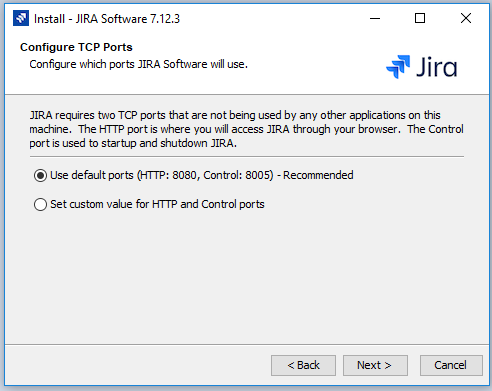 Install - JIRA Software 7.12.3
Configure TCP Ports
Configure which ports JIRA Software will use.
Jira
JIRA requires two TCP ports that are not being used by any other applications on this
machine. The HTTP port is where you will access JIRA through your browser. The Control
port is used to startup and shutdown JIRA.
Use default ports (HTTP: 8080, Control: 8005) - Recommended
Set custom value for HTTP and Control ports
< Back Next > Cancel